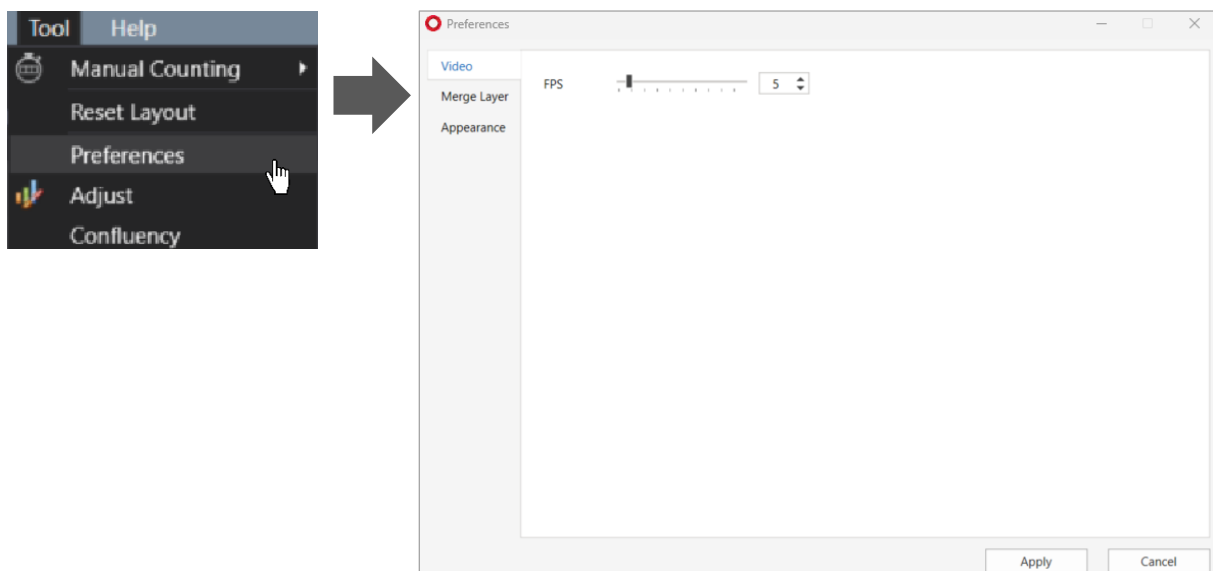 Tool Help
Manual Counting
Reset Layout
Preferences
Adjust
Confluency
Preferences
Video
Merge Layer
Appearance
FPS 5
Apply Cancel